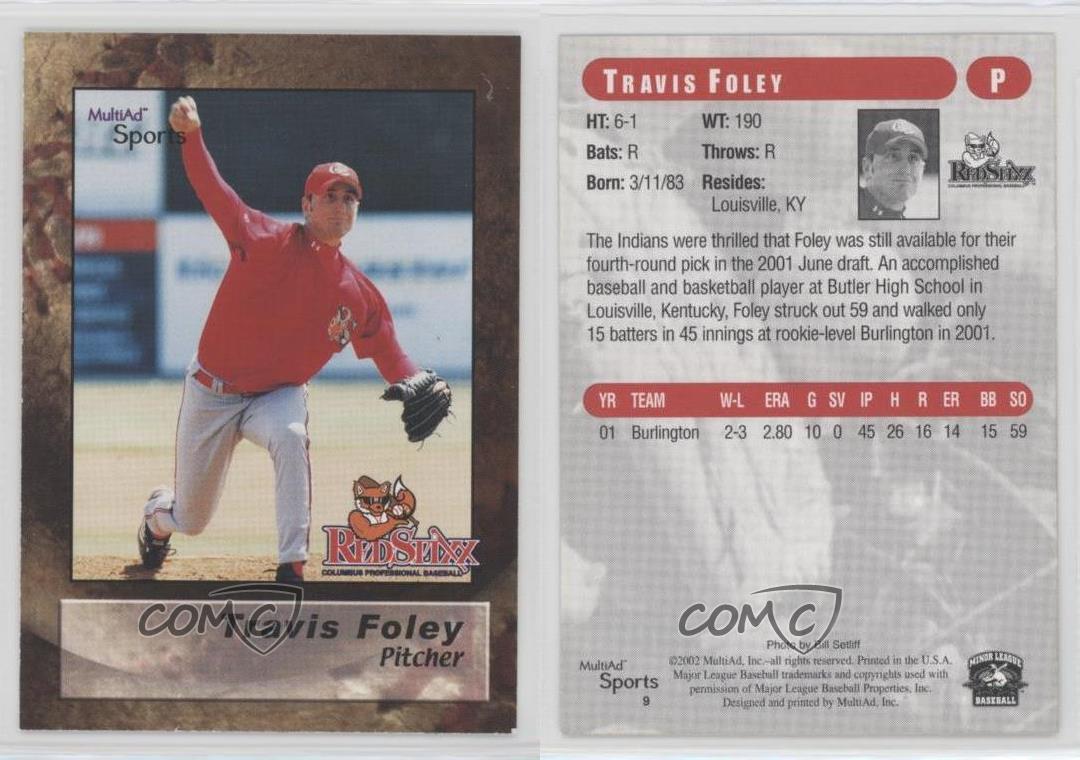 MultiAd™
Sports
REDSTIXX
COLUMBUS PROFESSIONAL BASEBALL
COMC
Travis Foley
Pitcher
TRAVIS FOLEY P
HT: 6-1 WT: 190
Bats: R Throws: R
Born: 3/11/83 Resides:
Louisville, KY
REDSTIXX
COLUMBUS PROFESSIONAL BASEBALL
The Indians were thrilled that Foley was still available for their
fourth-round pick in the 2001 June draft. An accomplished
baseball and basketball player at Butler High School in
Louisville, Kentucky, Foley struck out 59 and walked only
15 batters in 45 innings at rookie-level Burlington in 2001.
YR TEAM W-L ERA G SV IP H R ER BB SO
01 Burlington 2-3 2.80 10 0 45 26 16 14 15 59
COMC
Photo by Bill Setliff
MultiAd™
Sports
9
©2002 MultiAd, Inc.–all rights reserved. Printed in the U.S.A.
Major League Baseball trademarks and copyrights used with
permission of Major League Baseball Properties, Inc.
Designed and printed by MultiAd, Inc.
MINOR LEAGUE
BASEBALL